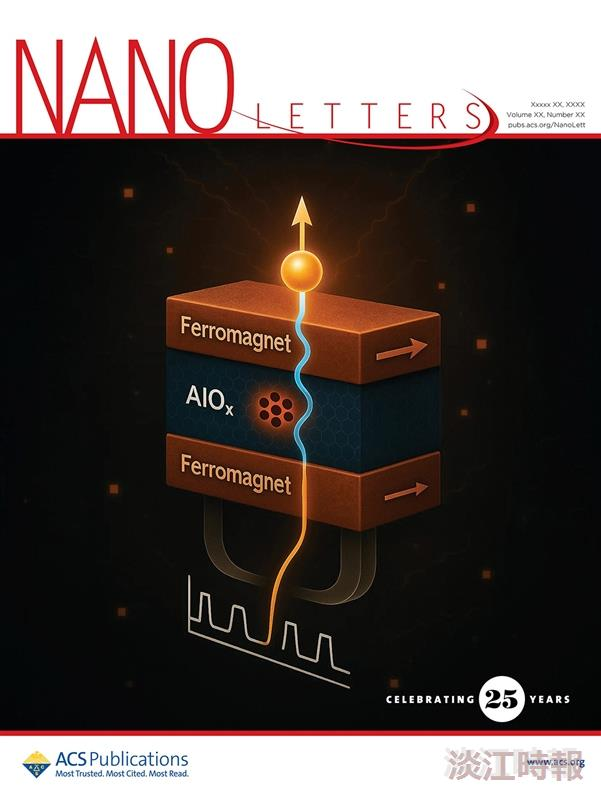 NANO LETTERS
Xxxxx XX, XXXX
Volume XX, Number XX
pubs.acs.org/NanoLett
Ferromagnet
AlOx
Ferromagnet
CELEBRATING 25 YEARS
ACS Publications
Most Trusted. Most Cited. Most Read.
www.acs.org
淡江時報